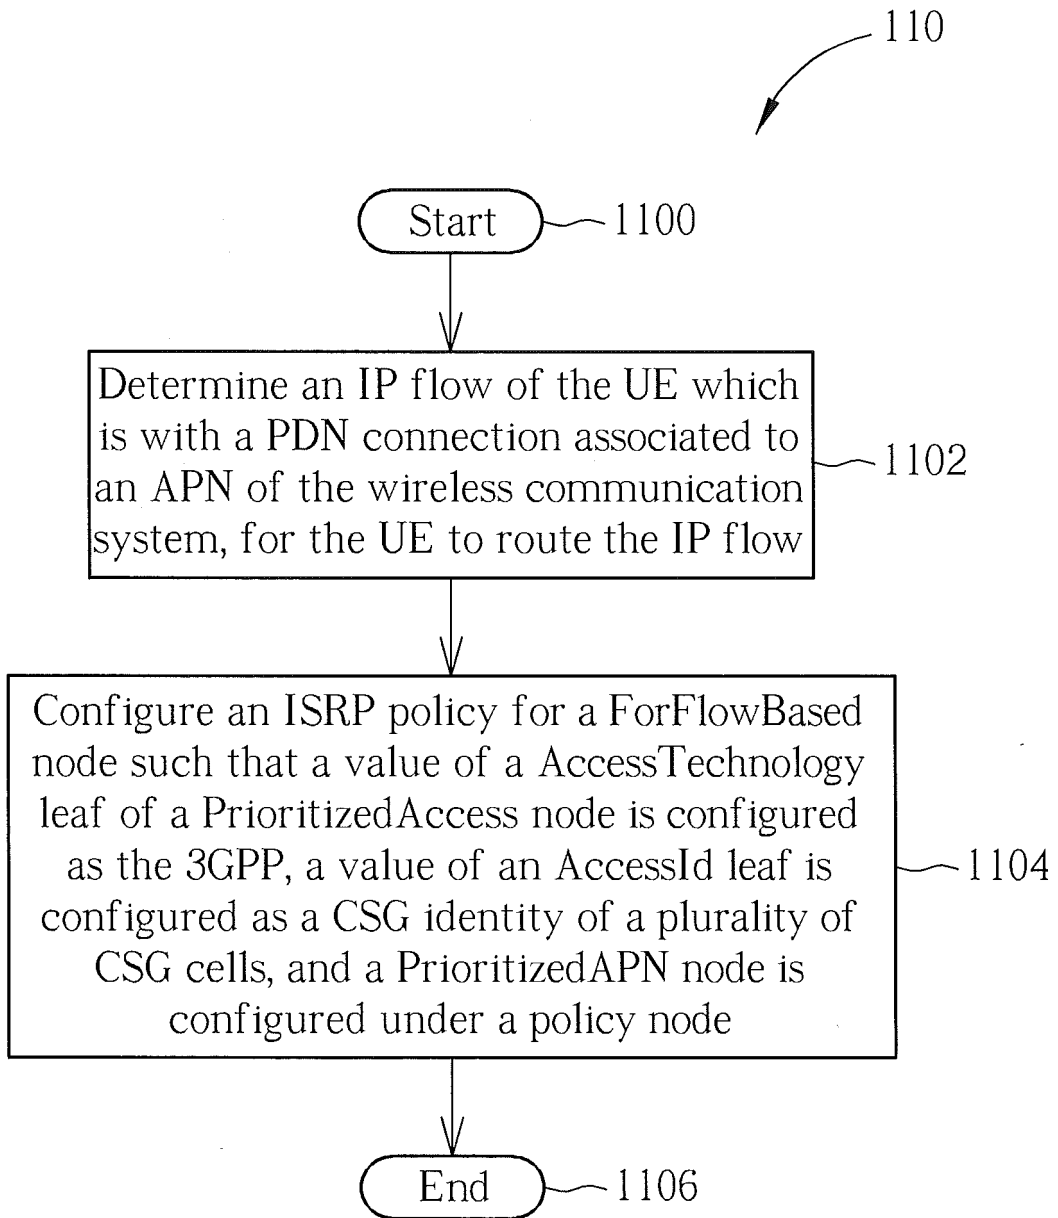 110
Start
1100
Determine an IP flow of the UE which
is with a PDN connection associated to
an APN of the wireless communication
system, for the UE to route the IP flow
1102
Configure an ISRP policy for a ForFlowBased
node such that a value of a AccessTechnology
leaf of a PrioritizedAccess node is configured
as the 3GPP, a value of an AccessId leaf is
configured as a CSG identity of a plurality of
CSG cells, and a PrioritizedAPN node is
configured under a policy node
1104
End
1106